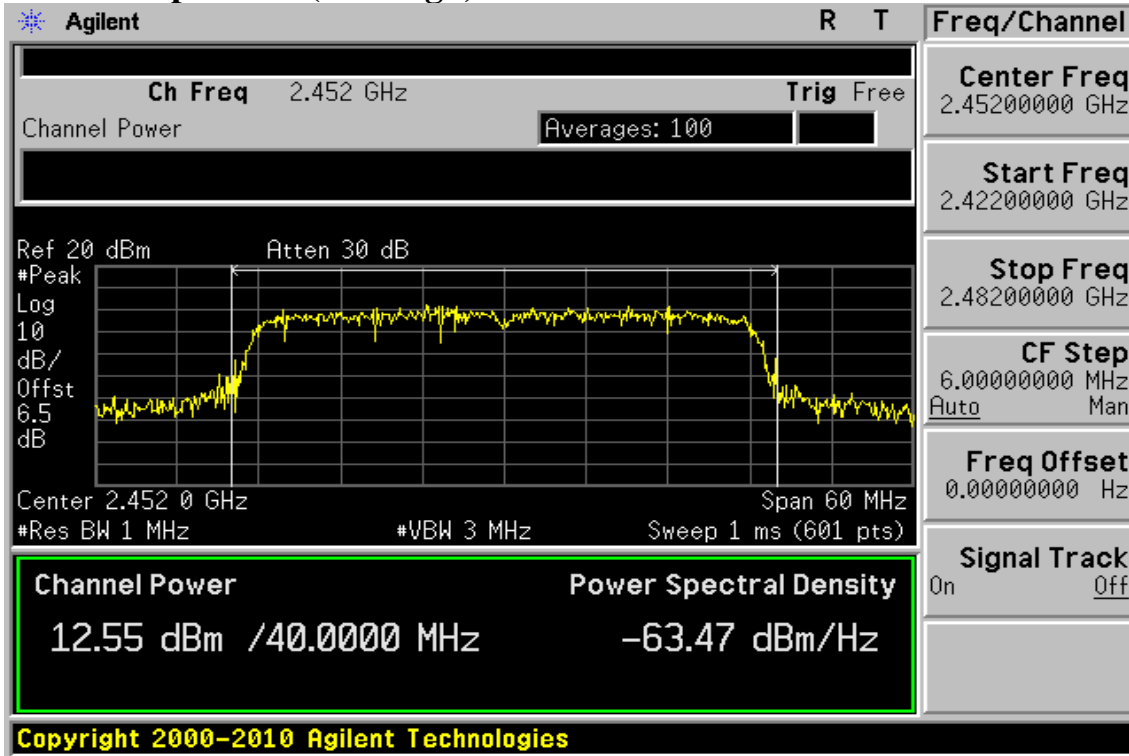 Agilent R T
Ch Freq 2.452 GHz Trig Free
Channel Power Averages: 100
Ref 20 dBm Atten 30 dB
#Peak
Log
10
dB/
Offst
6.5
dB
Center 2.452 0 GHz Span 60 MHz
#Res BW 1 MHz #VBW 3 MHz Sweep 1 ms (601 pts)
Channel Power Power Spectral Density
12.55 dBm /40.0000 MHz -63.47 dBm/Hz
Copyright 2000-2010 Agilent Technologies
Freq/Channel
Center Freq
2.45200000 GHz
Start Freq
2.42200000 GHz
Stop Freq
2.48200000 GHz
CF Step
6.00000000 MHz
Auto Man
Freq Offset
0.00000000 Hz
Signal Track
On Off